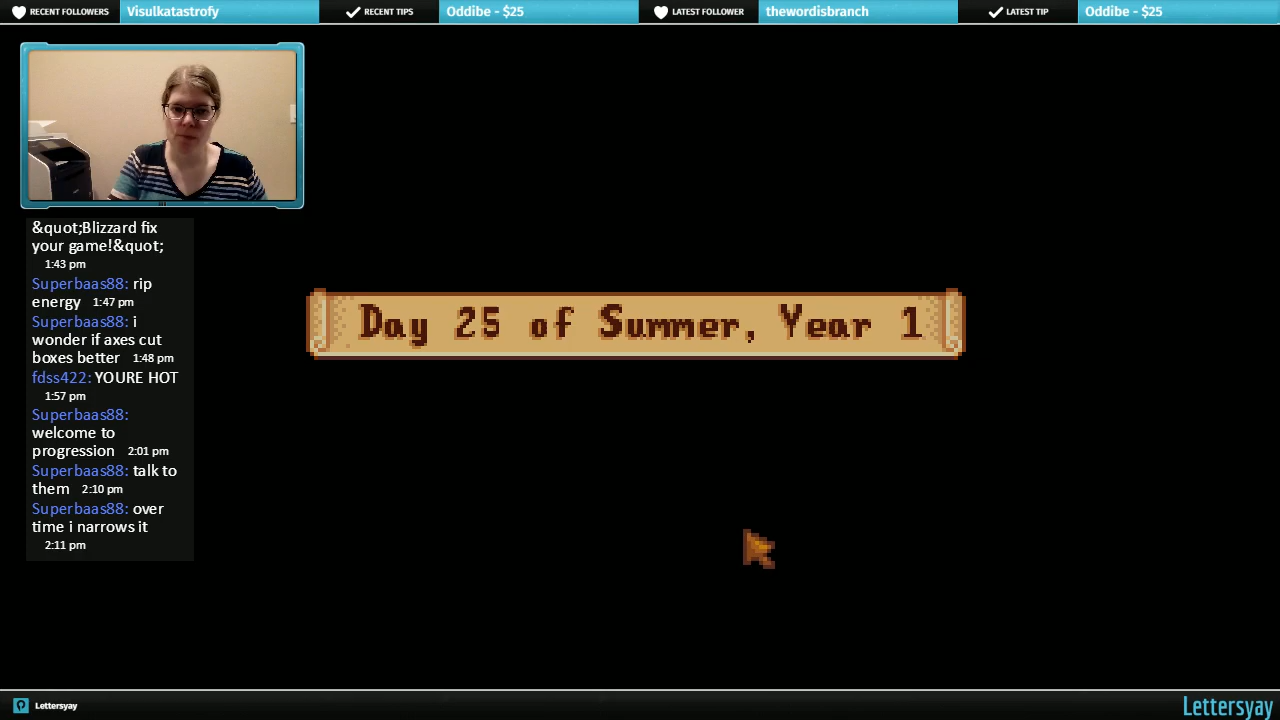 RECENT FOLLOWERS Visulkatastrofy RECENT TIPS Oddibe - $25 LATEST FOLLOWER thewordisbranch LATEST TIP Oddibe - $25
&quot;Blizzard fix
your game!&quot;
1:43 pm
Superbaas88: rip
energy 1:47 pm
Superbaas88: i
wonder if axes cut
boxes better 1:48 pm
fdss422: YOURE HOT
1:57 pm
Superbaas88:
welcome to
progression 2:01 pm
Superbaas88: talk to
them 2:10 pm
Superbaas88: over
time i narrows it
2:11 pm
Day 25 of Summer, Year 1
Lettersyay
Lettersyay